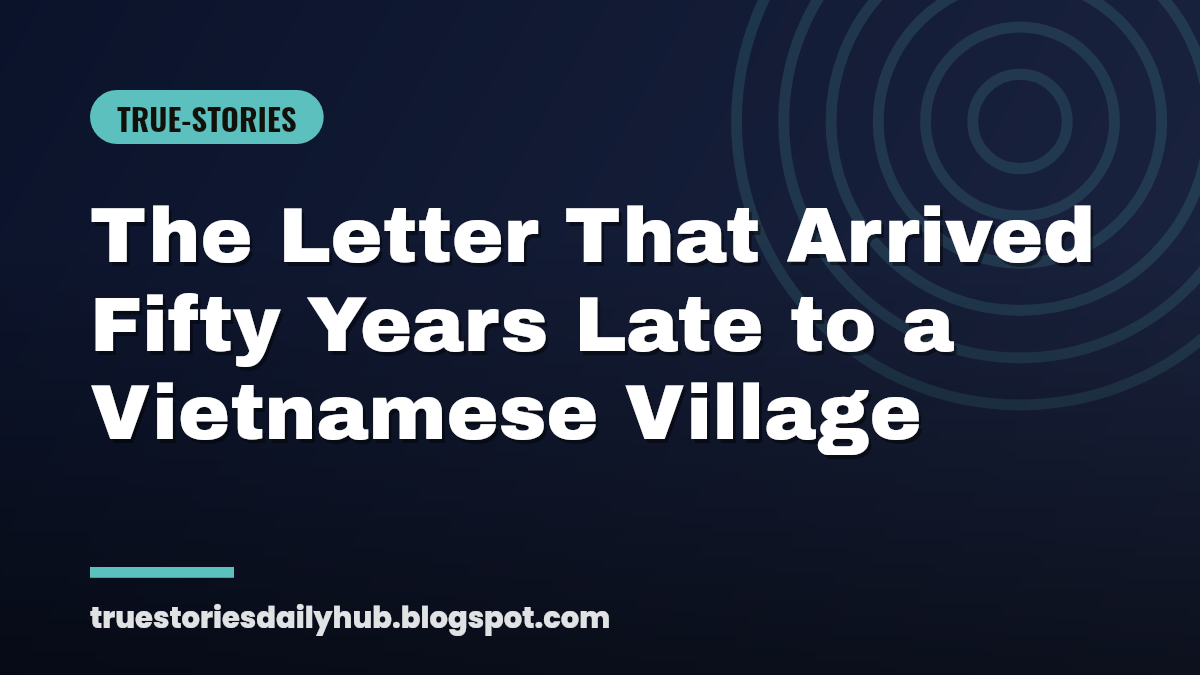 TRUE-STORIES
The Letter That Arrived
Fifty Years Late to a
Vietnamese Village
truestoriesdailyhub.blogspot.com